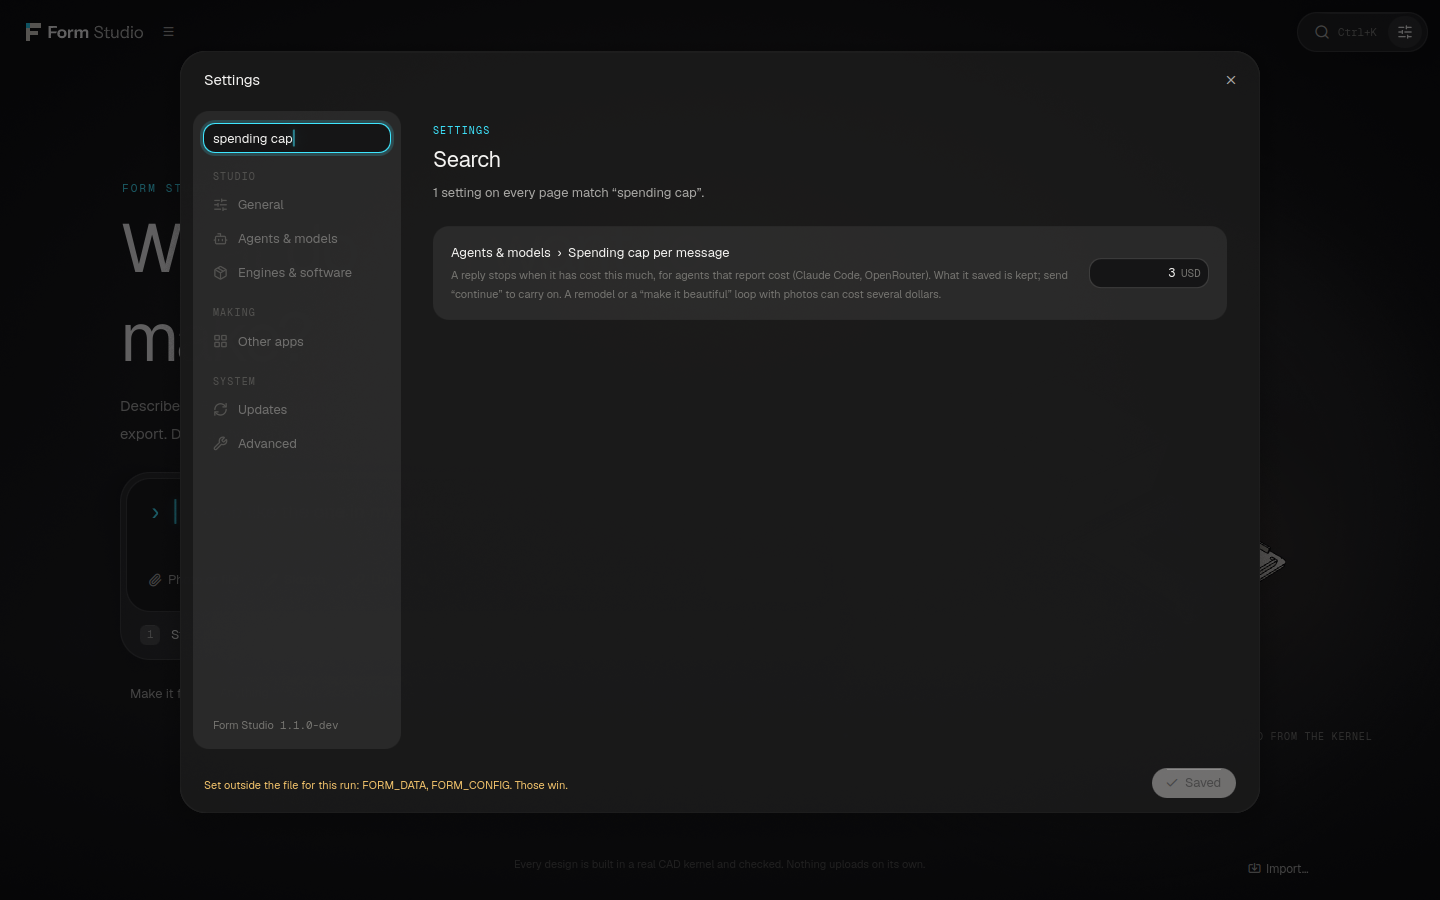 Form Studio
Ctrl+K
Settings
spending cap
STUDIO
General
Agents & models
Engines & software
MAKING
Other apps
SYSTEM
Updates
Advanced
Form Studio 1.1.0-dev
SETTINGS
Search
1 setting on every page match “spending cap”.
Agents & models › Spending cap per message
A reply stops when it has cost this much, for agents that report cost (Claude Code, OpenRouter). What it saved is kept; send
“continue” to carry on. A remodel or a “make it beautiful” loop with photos can cost several dollars.
3 USD
Set outside the file for this run: FORM_DATA, FORM_CONFIG. Those win.
Saved
FORM ST
W
ma
Describe
export. D
Ph
1 S
Make it f
FROM THE KERNEL
Every design is built in a real CAD kernel and checked. Nothing uploads on its own.
Import...